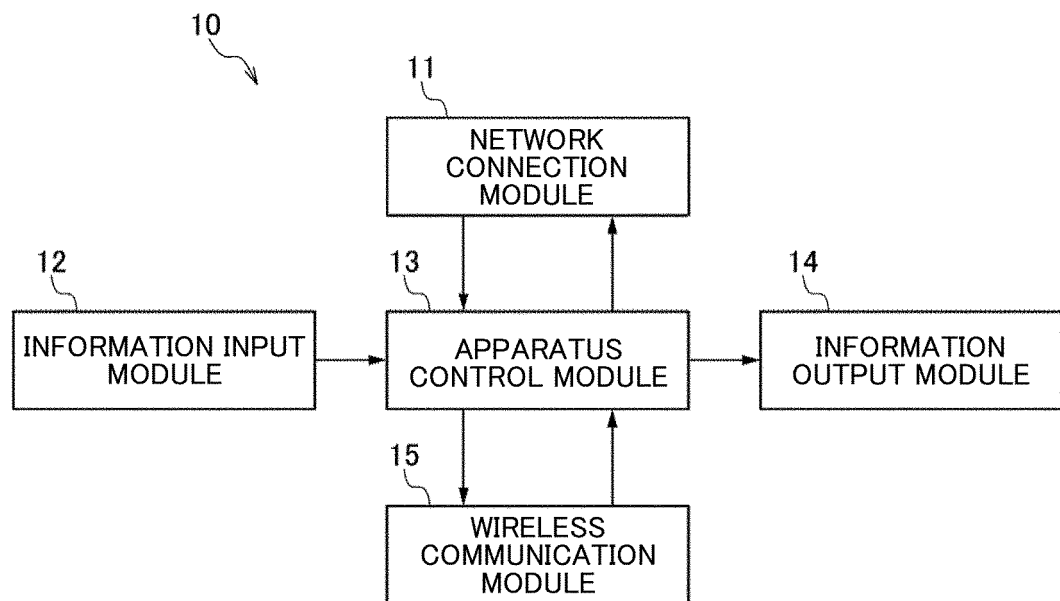 10
11
NETWORK
CONNECTION
MODULE
12
INFORMATION INPUT
MODULE
13
APPARATUS
CONTROL MODULE
14
INFORMATION
OUTPUT MODULE
15
WIRELESS
COMMUNICATION
MODULE